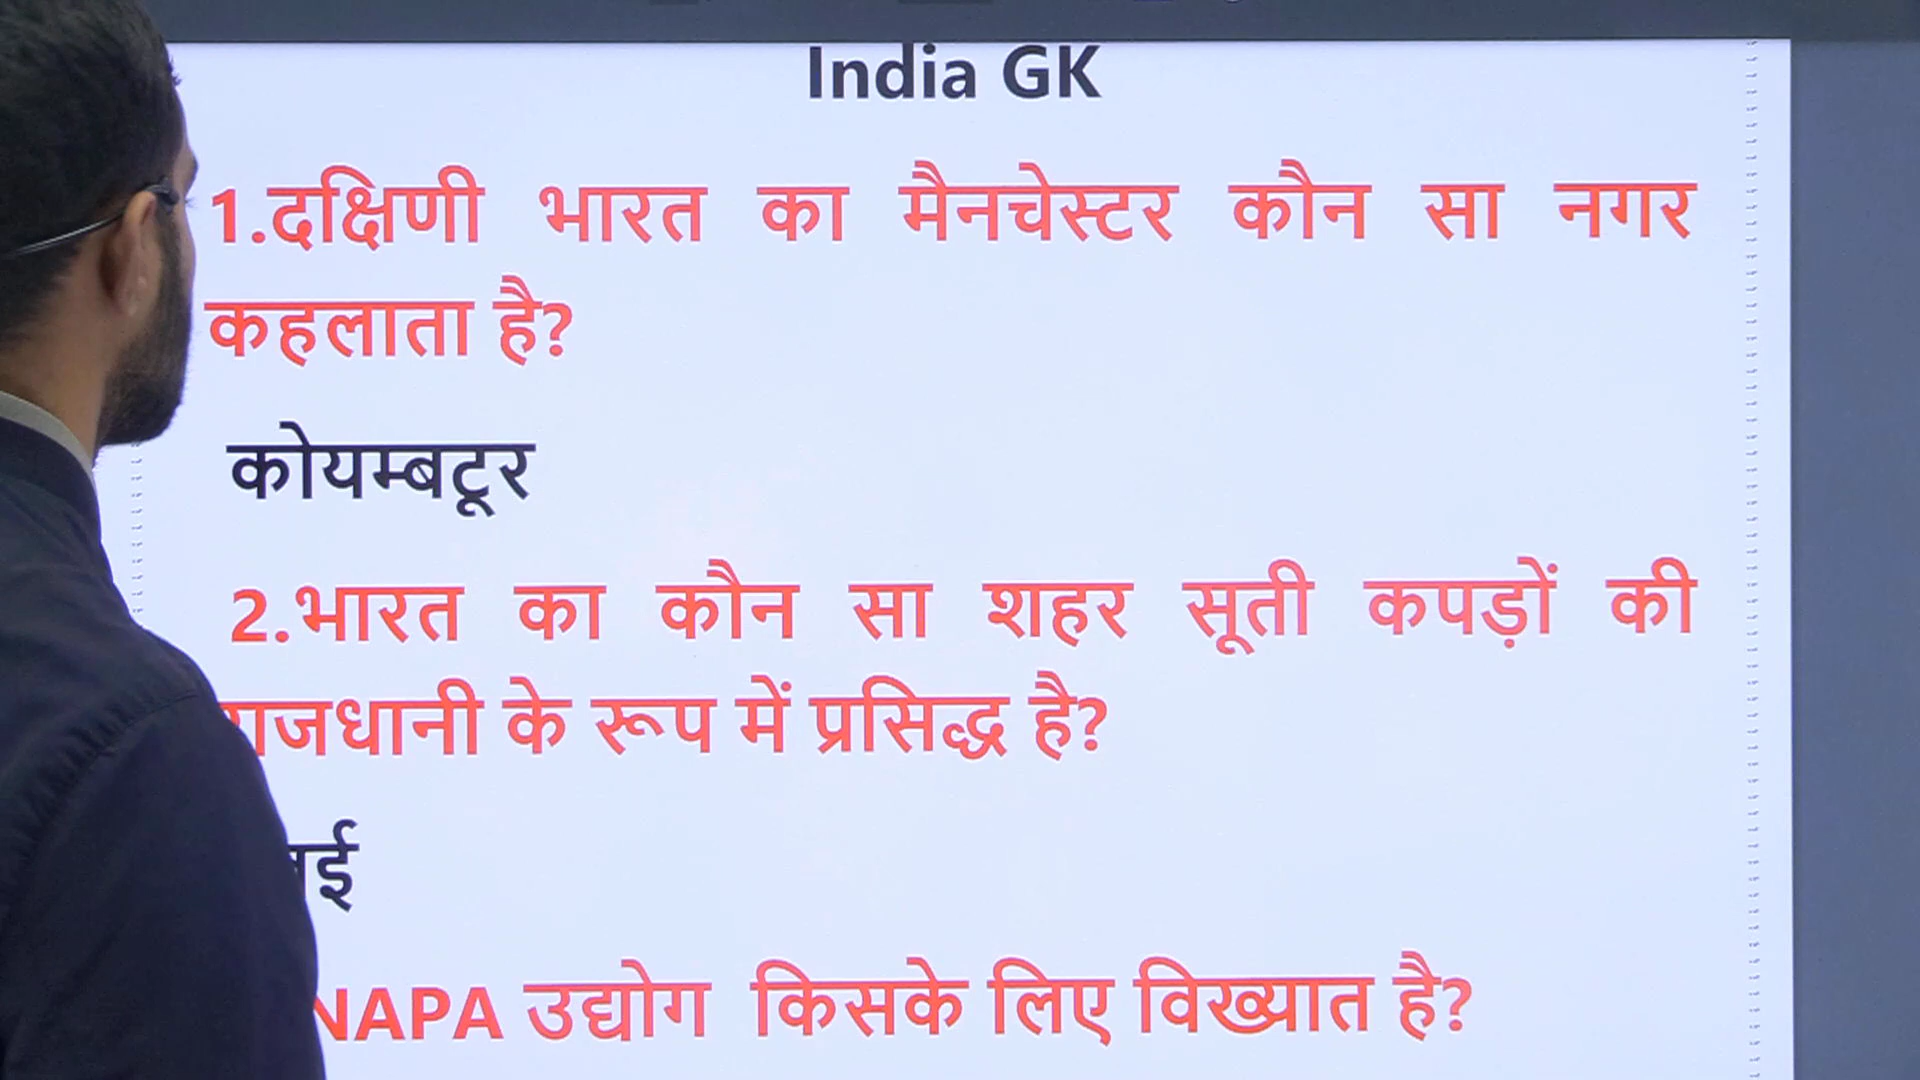 India GK
1.दक्षिणी भारत का मैनचेस्टर कौन सा नगर
कहलाता है?
कोयम्बटूर
2.भारत का कौन सा शहर सूती कपड़ों की
राजधानी के रूप में प्रसिद्ध है?
NAPA उद्योग किसके लिए विख्यात है?